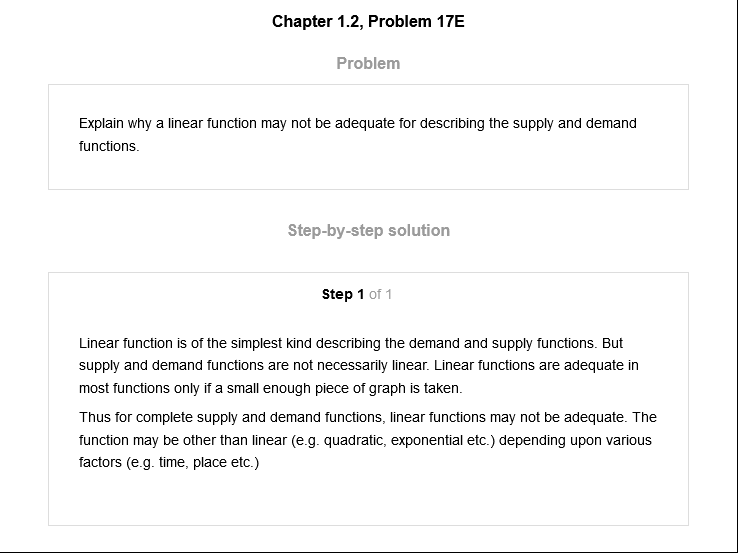 Chapter 1.2, Problem 17E
Problem
Explain why a linear function may not be adequate for describing the supply and demand
functions.
Step-by-step solution
Step 1 of 1
Linear function is of the simplest kind describing the demand and supply functions. But
supply and demand functions are not necessarily linear. Linear functions are adequate in
most functions only if a small enough piece of graph is taken.
Thus for complete supply and demand functions, linear functions may not be adequate. The
function may be other than linear (e.g. quadratic, exponential etc.) depending upon various
factors (e.g. time, place etc.)